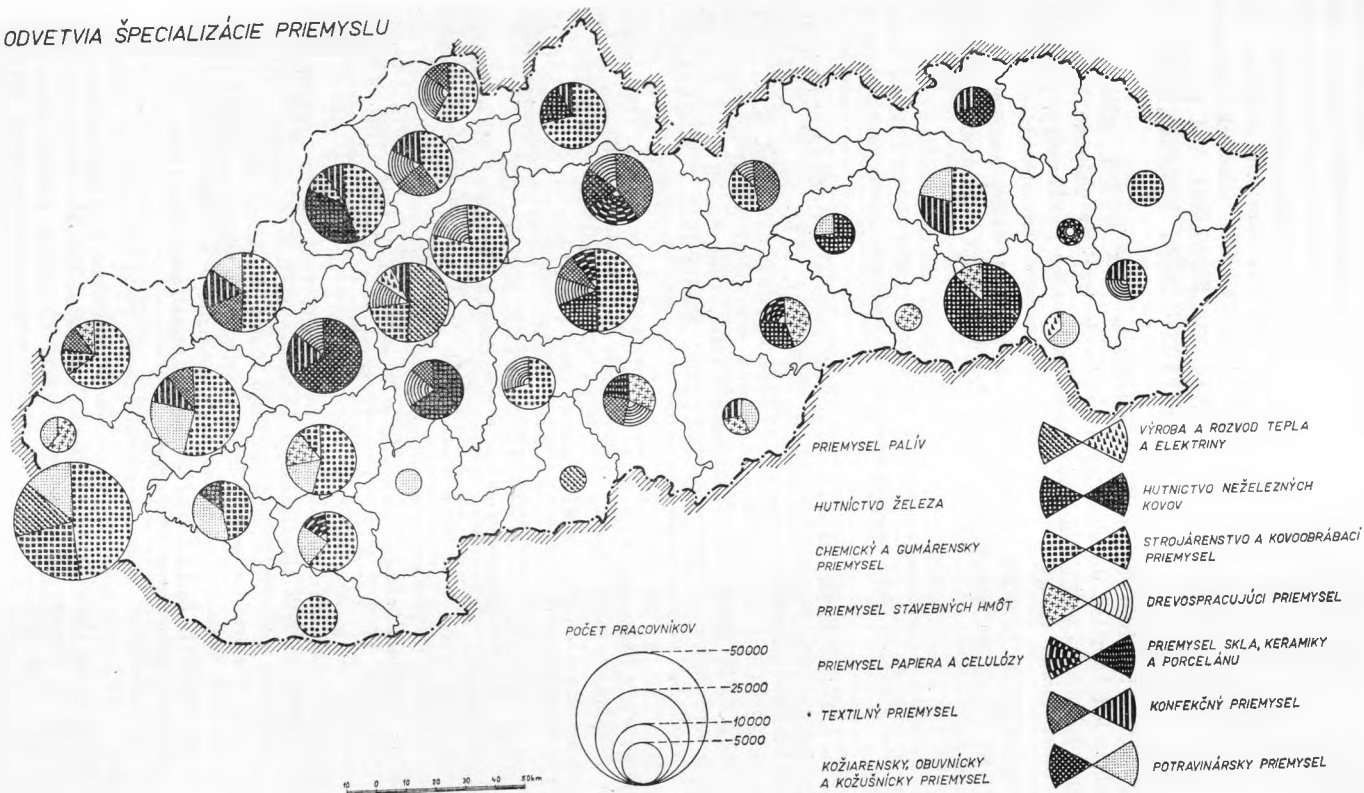 ODVETVIA ŠPECIALIZÁCIE PRIEMYSLU
PRIEMYSEL PALÍV
VÝROBA A ROZVOD TEPLA
A ELEKTRINY
HUTNÍCTVO ŽELEZA
HUTNICTVO NEŽELEZNÝCH
KOVOV
CHEMICKÝ A GUMÁRENSKY
PRIEMYSEL
STROJÁRENSTVO A KOVOOBRÁBACÍ
PRIEMYSEL
PRIEMYSEL STAVEBNÝCH HMÔT
DREVOSPRACUJÚCI PRIEMYSEL
PRIEMYSEL PAPIERA A CELULÓZY
PRIEMYSEL SKLA, KERAMIKY
A PORCELÁNU
TEXTILNÝ PRIEMYSEL
KONFEKČNÝ PRIEMYSEL
KOŽIARENSKY, OBUVNÍCKY
A KOŽUŠNÍCKY PRIEMYSEL
POTRAVINÁRSKY PRIEMYSEL
POČET PRACOVNÍKOV
50000
25000
10000
5000
10 0 10 20 30 40 50km